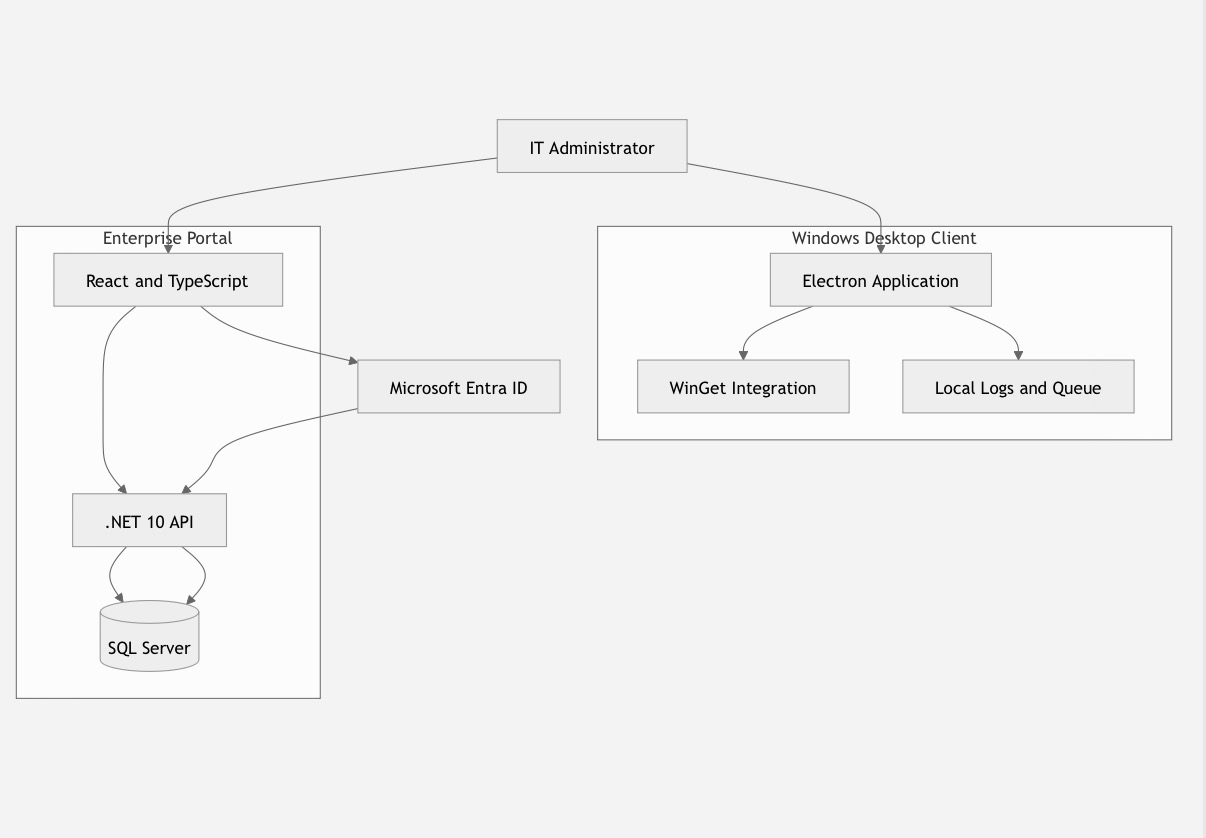 IT Administrator
Enterprise Portal
Windows Desktop Client
React and TypeScript
Electron Application
Microsoft Entra ID
WinGet Integration
Local Logs and Queue
.NET 10 API
SQL Server